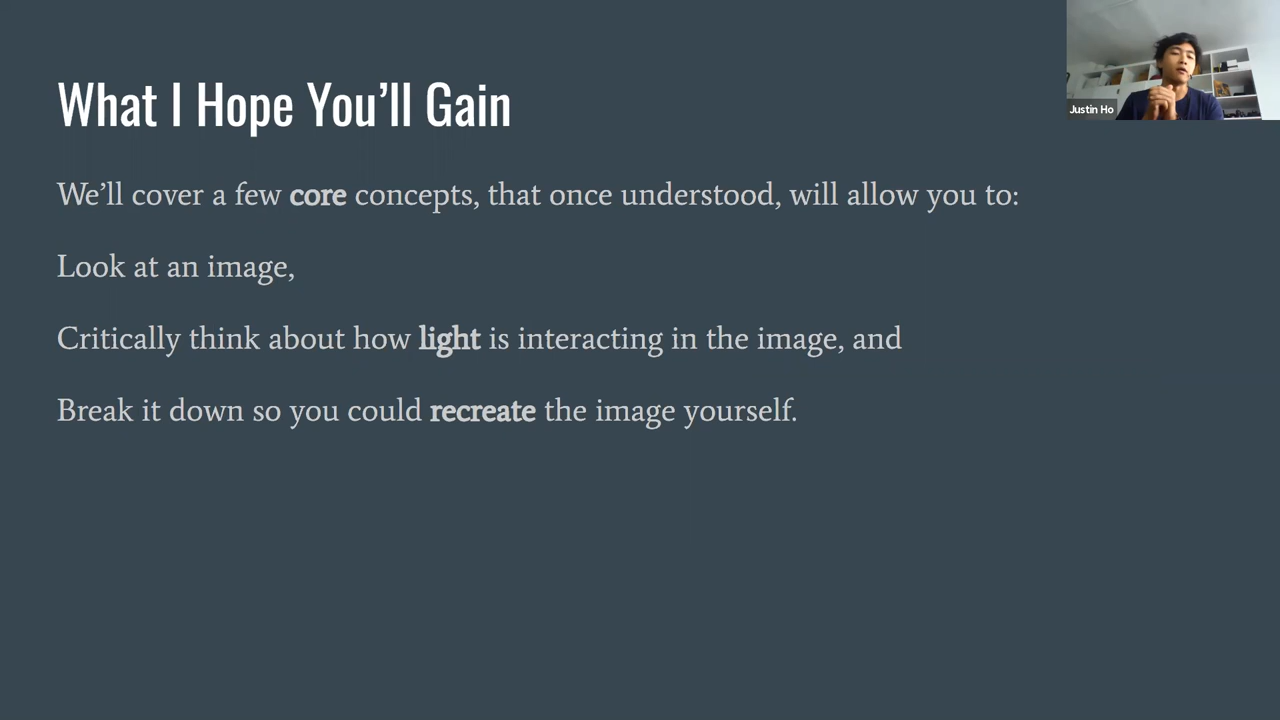 What I Hope You’ll Gain
Justin Ho
We’ll cover a few core concepts, that once understood, will allow you to:
Look at an image,
Critically think about how light is interacting in the image, and
Break it down so you could recreate the image yourself.